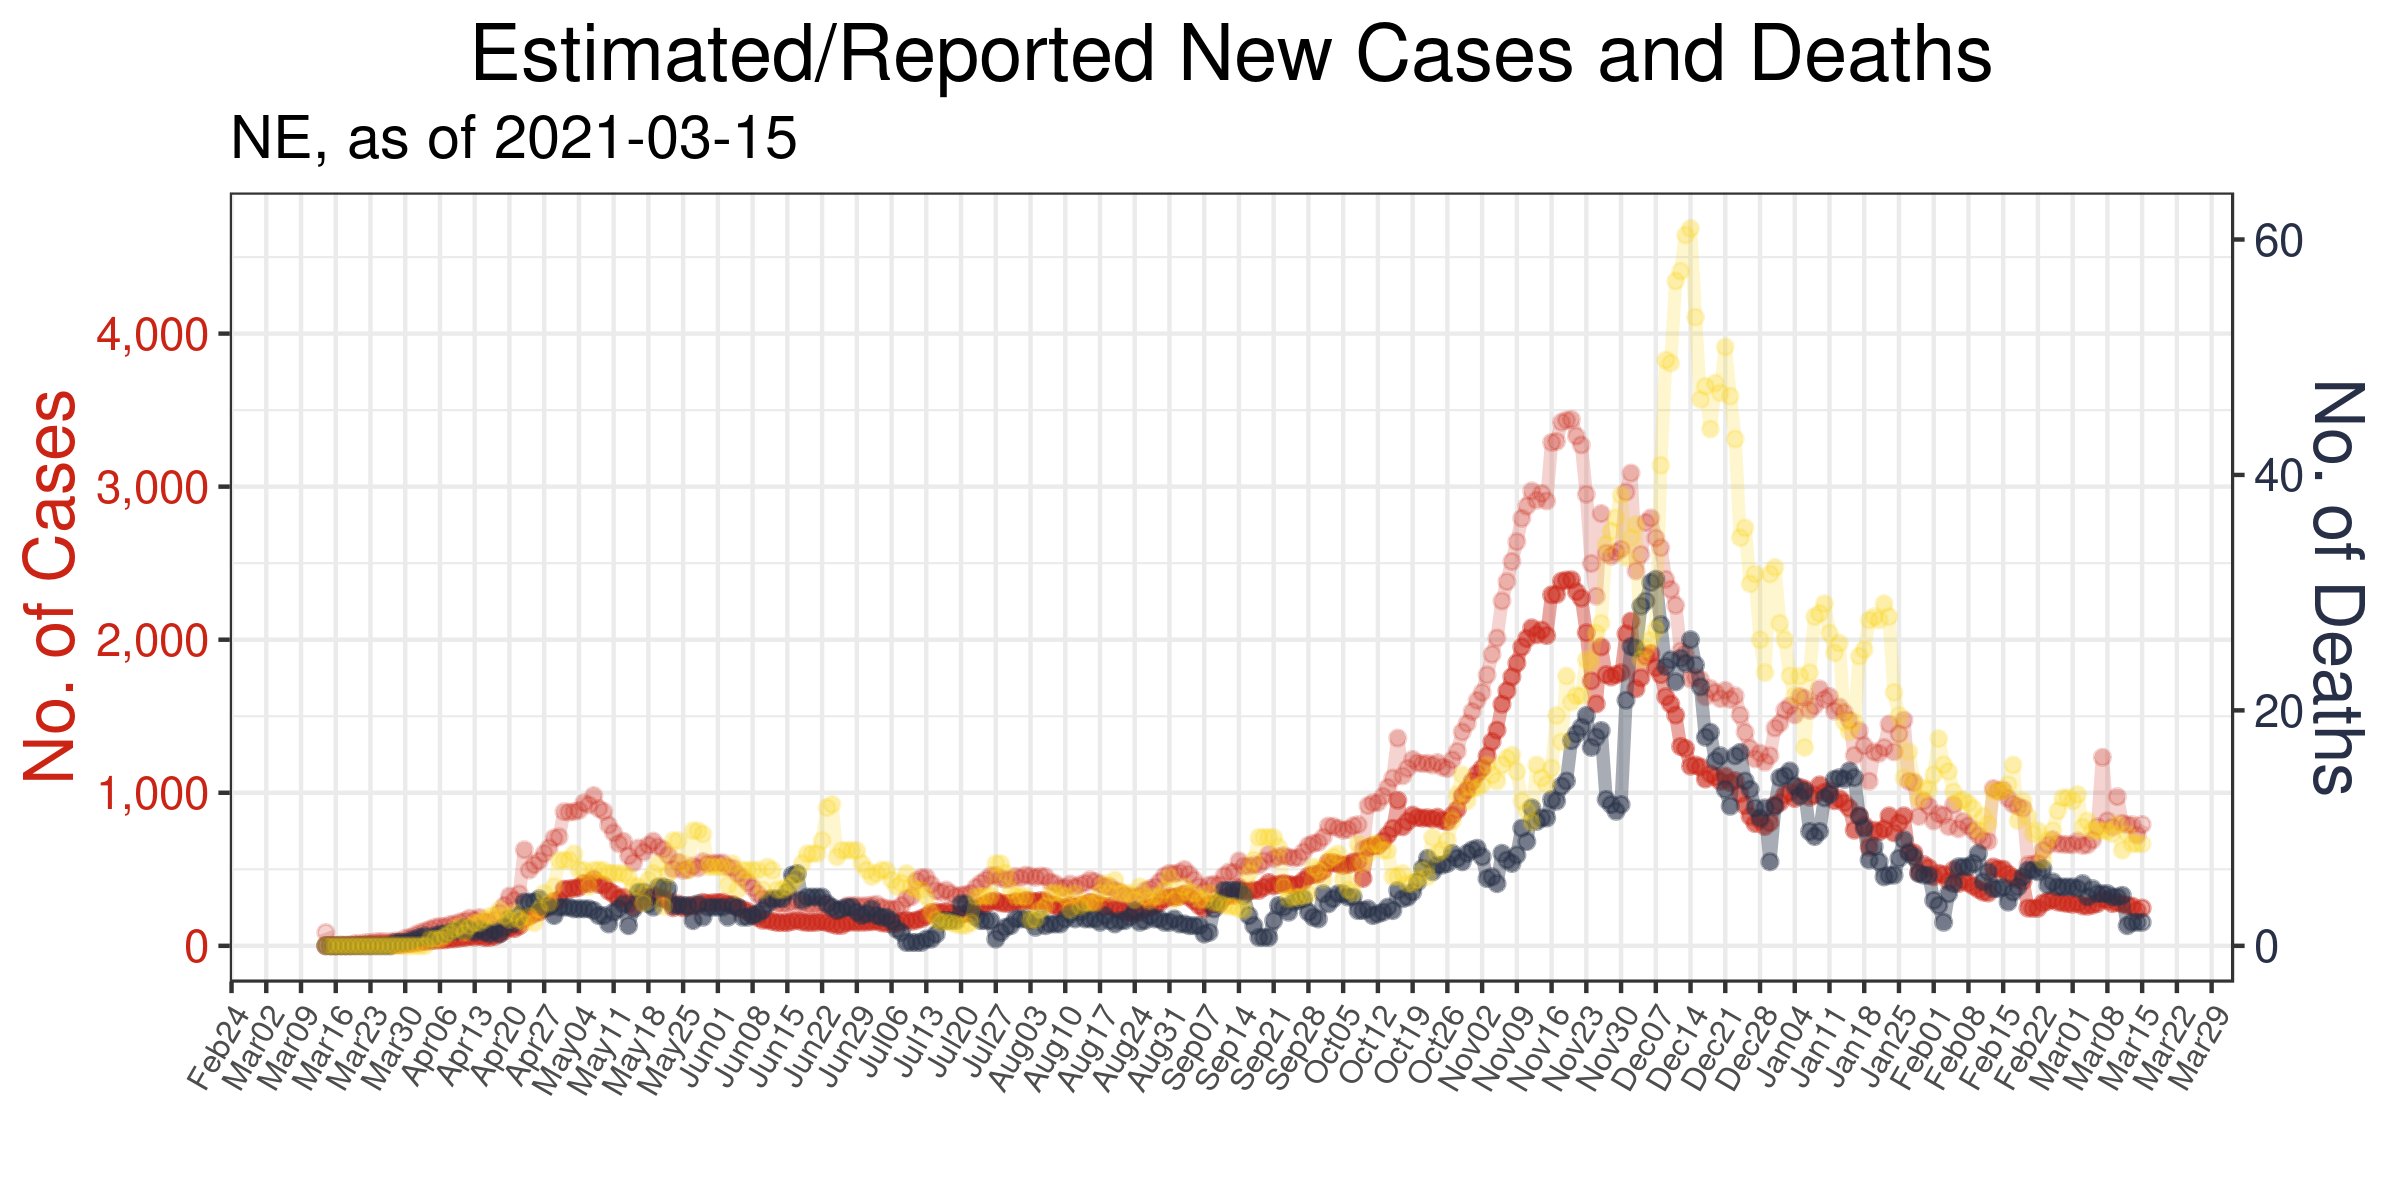 Estimated/Reported New Cases and Deaths
NE, as of 2021-03-15
No. of Cases
4,000
3,000
2,000
1,000
0
60
40
20
0
No. of Deaths
Feb24
Mar02
Mar09
Mar16
Mar23
Mar30
Apr06
Apr13
Apr20
Apr27
May04
May11
May18
May25
Jun01
Jun08
Jun15
Jun22
Jun29
Jul06
Jul13
Jul20
Jul27
Aug03
Aug10
Aug17
Aug24
Aug31
Sep07
Sep14
Sep21
Sep28
Oct05
Oct12
Oct19
Oct26
Nov02
Nov09
Nov16
Nov23
Nov30
Dec07
Dec14
Dec21
Dec28
Jan04
Jan11
Jan18
Jan25
Feb01
Feb08
Feb15
Feb22
Mar01
Mar08
Mar15
Mar22
Mar29